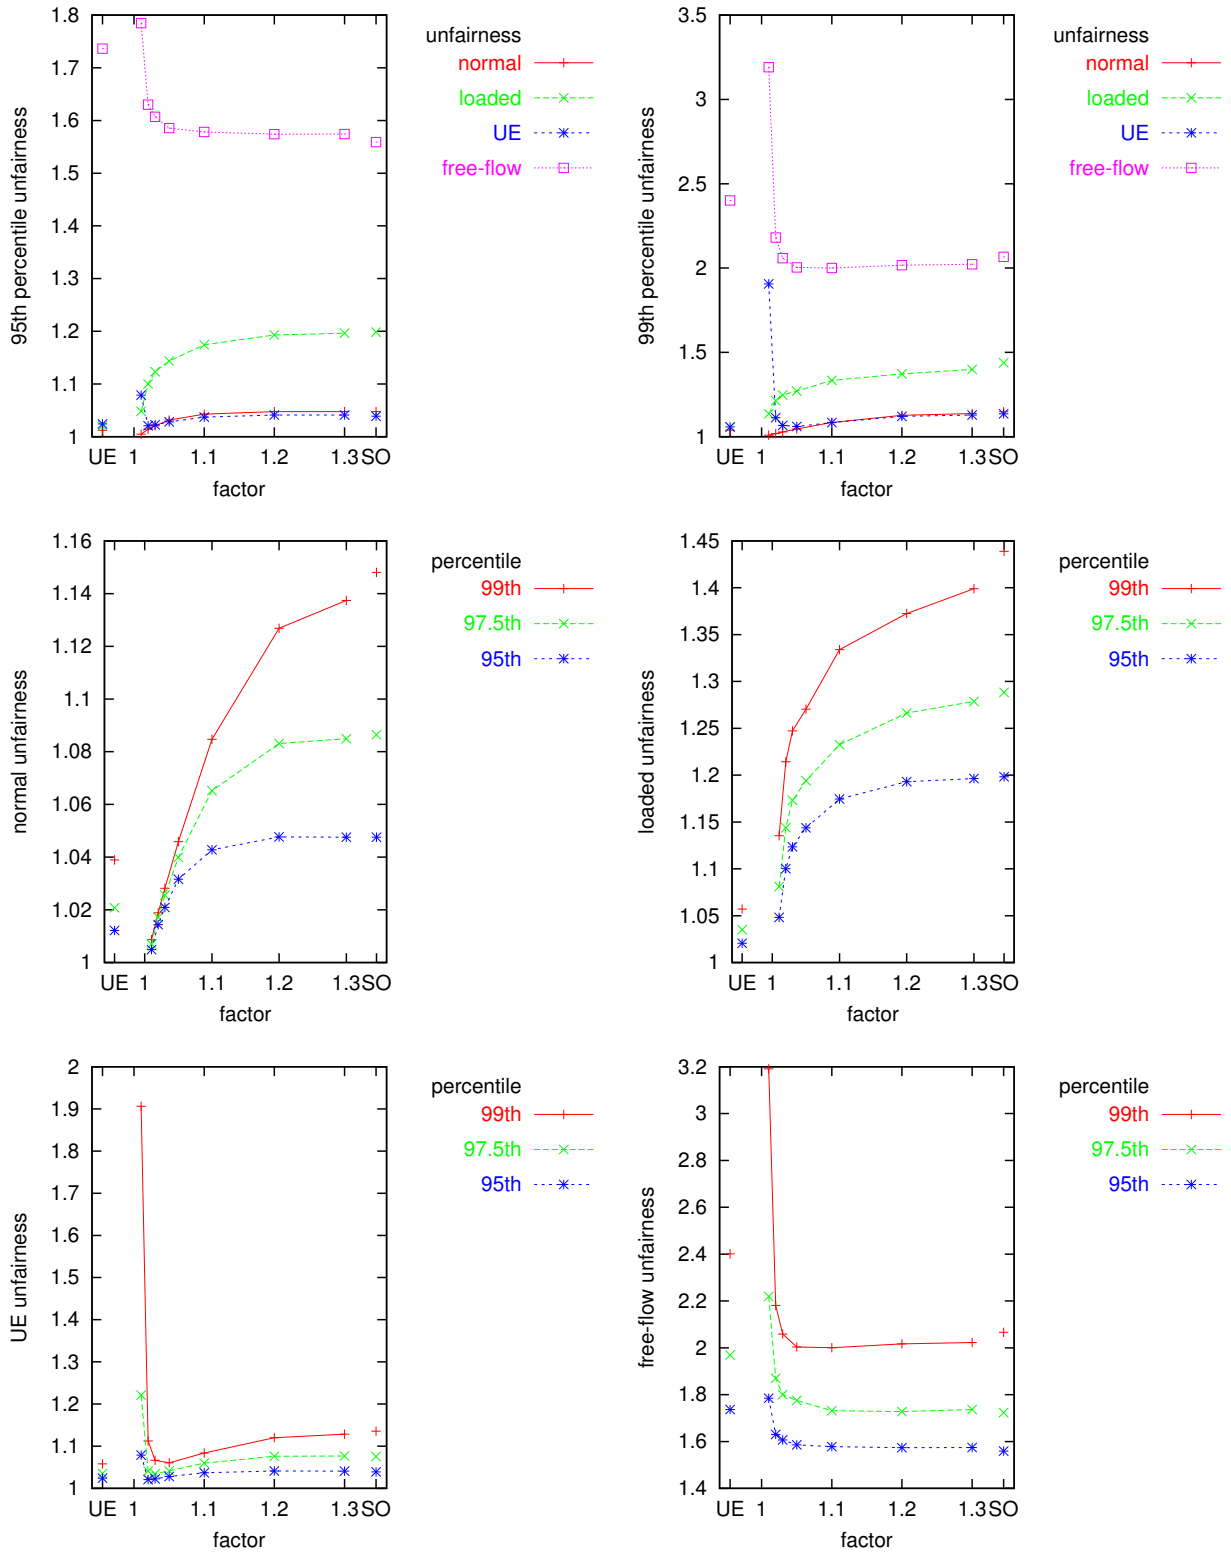 95th percentile unfairness
1.8
1.7
1.6
1.5
1.4
1.3
1.2
1.1
1
UE 1 1.1 1.2 1.3 SO
factor
unfairness
normal
loaded
UE
free-flow
99th percentile unfairness
3.5
3
2.5
2
1.5
1
UE 1 1.1 1.2 1.3 SO
factor
unfairness
normal
loaded
UE
free-flow
normal unfairness
1.16
1.14
1.12
1.1
1.08
1.06
1.04
1.02
1
UE 1 1.1 1.2 1.3 SO
factor
percentile
99th
97.5th
95th
loaded unfairness
1.45
1.4
1.35
1.3
1.25
1.2
1.15
1.1
1.05
1
UE 1 1.1 1.2 1.3 SO
factor
percentile
99th
97.5th
95th
UE unfairness
2
1.9
1.8
1.7
1.6
1.5
1.4
1.3
1.2
1.1
1
UE 1 1.1 1.2 1.3 SO
factor
percentile
99th
97.5th
95th
free-flow unfairness
3.2
3
2.8
2.6
2.4
2.2
2
1.8
1.6
1.4
UE 1 1.1 1.2 1.3 SO
factor
percentile
99th
97.5th
95th